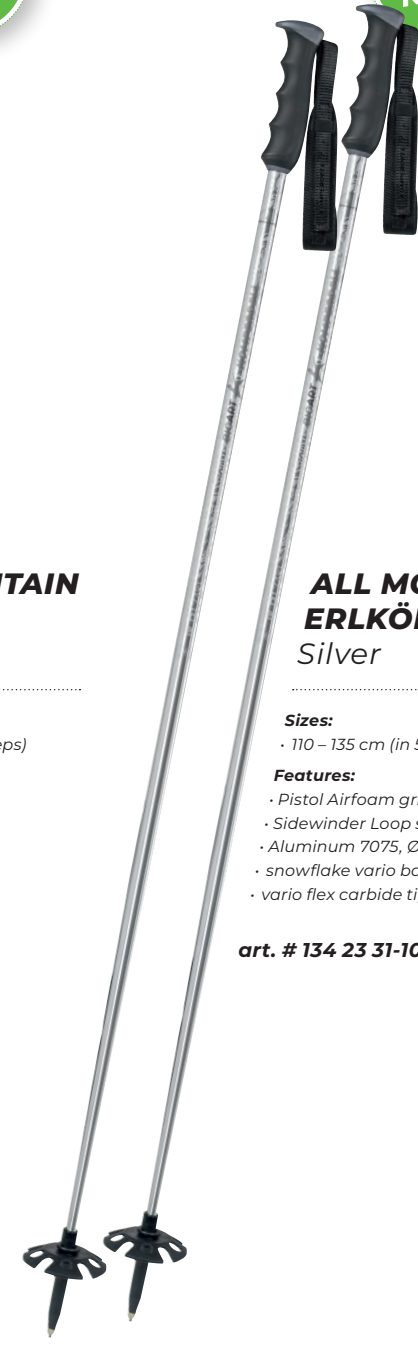 NTAIN
eps)
ALL MO
ERLKÖ
Silver
Sizes:
· 110 – 135 cm (in 5
Features:
· Pistol Airfoam gr
· Sidewinder Loop s
· Aluminum 7075, Ø
· snowflake vario ba
· vario flex carbide ti
art. # 134 23 31-10